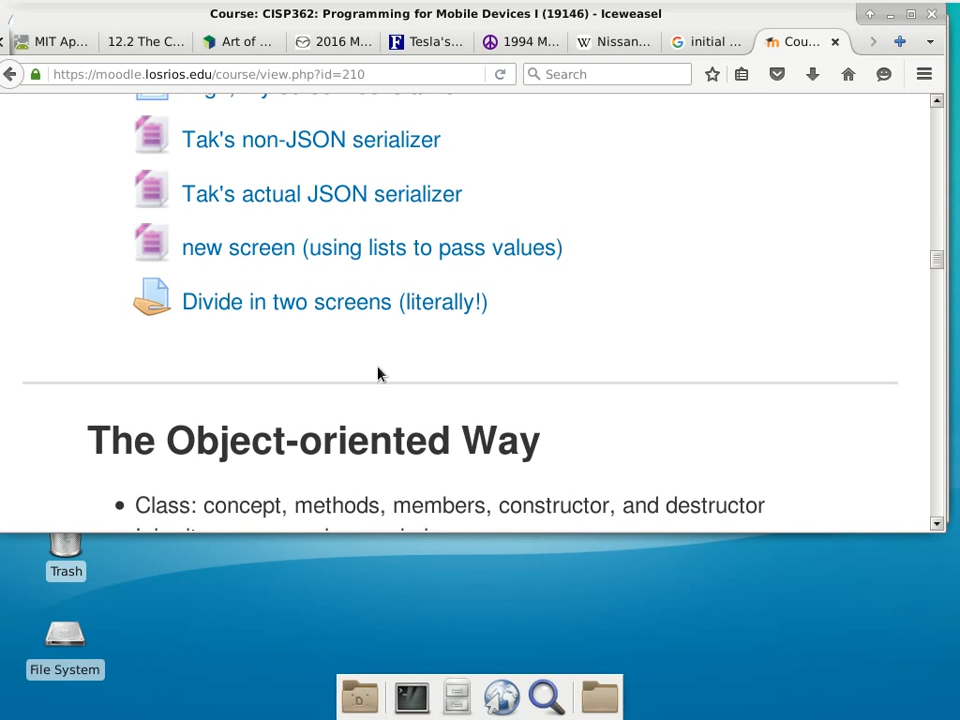 Course: CISP362: Programming for Mobile Devices I (19146) - Iceweasel
MIT Ap...
12.2 The C...
Art of ...
2016 M...
Tesla's...
1994 M...
Nissan...
initial ...
Cou...
https://moodle.losrios.edu/course/view.php?id=210
Search
Tak's non-JSON serializer
Tak's actual JSON serializer
new screen (using lists to pass values)
Divide in two screens (literally!)
The Object-oriented Way
• Class: concept, methods, members, constructor, and destructor
Trash
File System